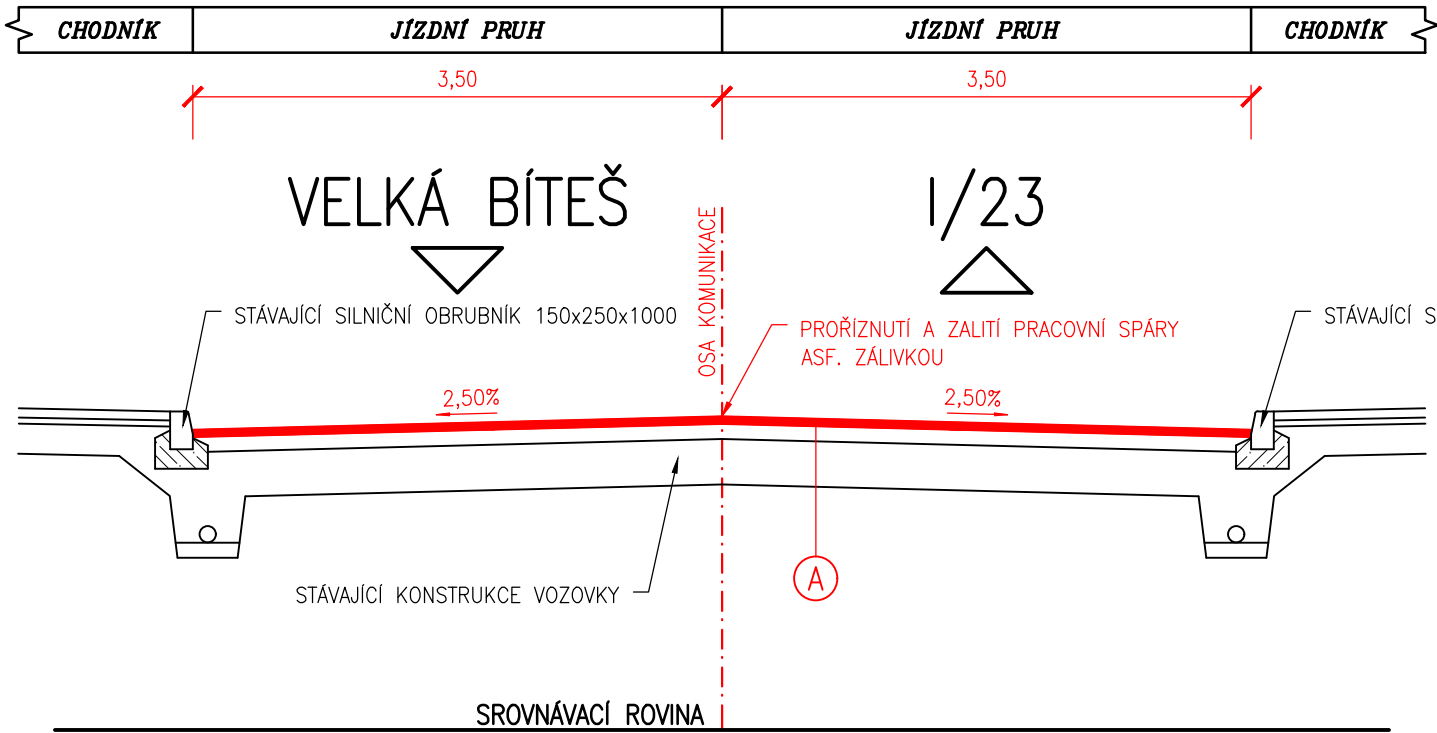 CHODNÍK JÍZDNÍ PRUH JÍZDNÍ PRUH CHODNÍK
3,50 3,50
VELKÁ BÍTEŠ I/23
OSA KOMUNIKACE
STÁVAJÍCÍ SILNIČNÍ OBRUBNÍK 150x250x1000
PROŘÍZNUTÍ A ZALITÍ PRACOVNÍ SPÁRY
ASF. ZÁLIVKOU
STÁVAJÍCÍ S
2,50% 2,50%
A
STÁVAJÍCÍ KONSTRUKCE VOZOVKY
SROVNÁVACÍ ROVINA